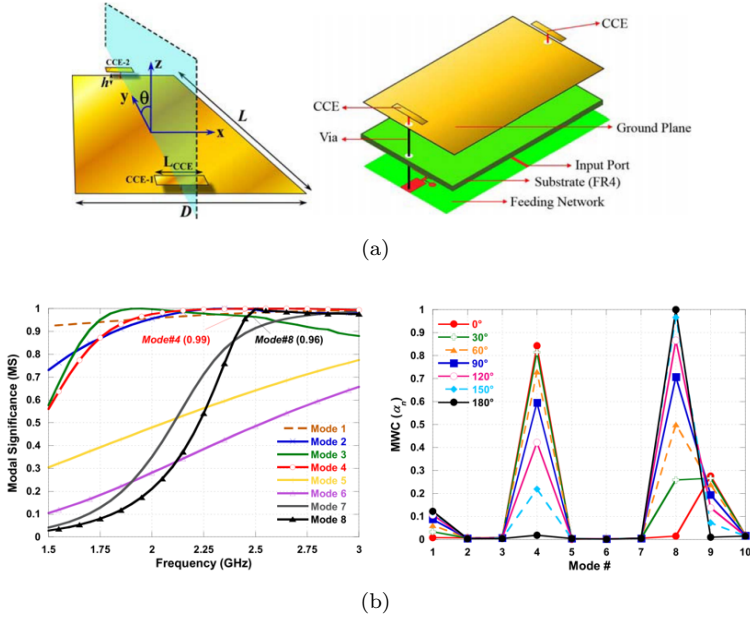 CCE-2
h
z
y
θ
L
x
L_CCE
CCE-1
D
CCE
CCE
Via
Ground Plane
Input Port
Substrate (FR4)
Feeding Network
(a)
Modal Significance (MS)
1
0.9
0.8
0.7
0.6
0.5
0.4
0.3
0.2
0.1
0
Mode#4 (0.99)
Mode#8 (0.96)
Mode 1
Mode 2
Mode 3
Mode 4
Mode 5
Mode 6
Mode 7
Mode 8
1.5 1.75 2 2.25 2.5 2.75 3
Frequency (GHz)
MWC (αn)
1
0.9
0.8
0.7
0.6
0.5
0.4
0.3
0.2
0.1
0
0°
30°
60°
90°
120°
150°
180°
1 2 3 4 5 6 7 8 9 10
Mode #
(b)